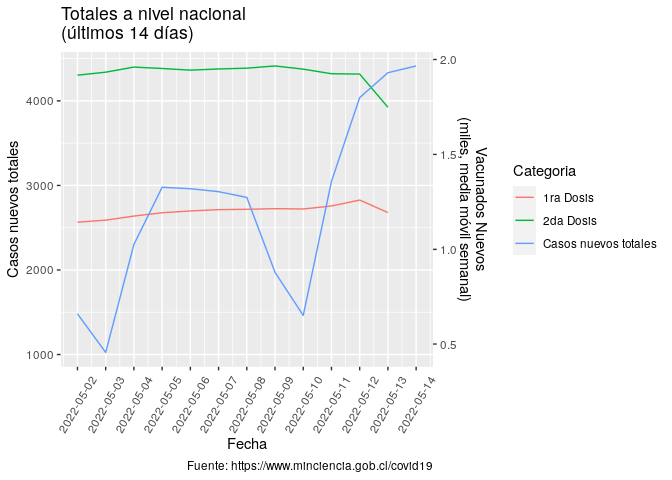 Totales a nivel nacional
(últimos 14 días)
Casos nuevos totales
4000
3000
2000
1000
2.0
1.5
1.0
0.5
Vacunados Nuevos
(miles, media móvil semanal)
2022-05-02
2022-05-03
2022-05-04
2022-05-05
2022-05-06
2022-05-07
2022-05-08
2022-05-09
2022-05-10
2022-05-11
2022-05-12
2022-05-13
2022-05-14
Fecha
Categoria
1ra Dosis
2da Dosis
Casos nuevos totales
Fuente: https://www.minciencia.gob.cl/covid19